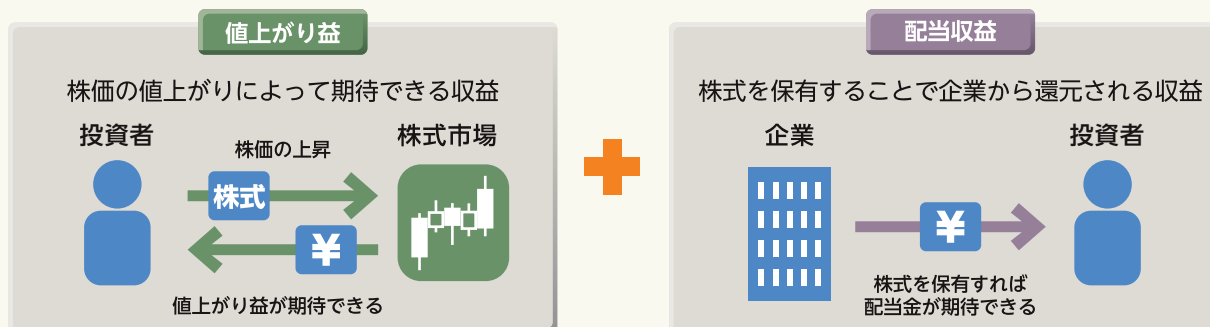 値上がり益
株価の値上がりによって期待できる収益
投資者
株価の上昇
株式市場
株式
¥
値上がり益が期待できる
配当収益
株式を保有することで企業から還元される収益
企業
投資者
¥
株式を保有すれば
配当金が期待できる